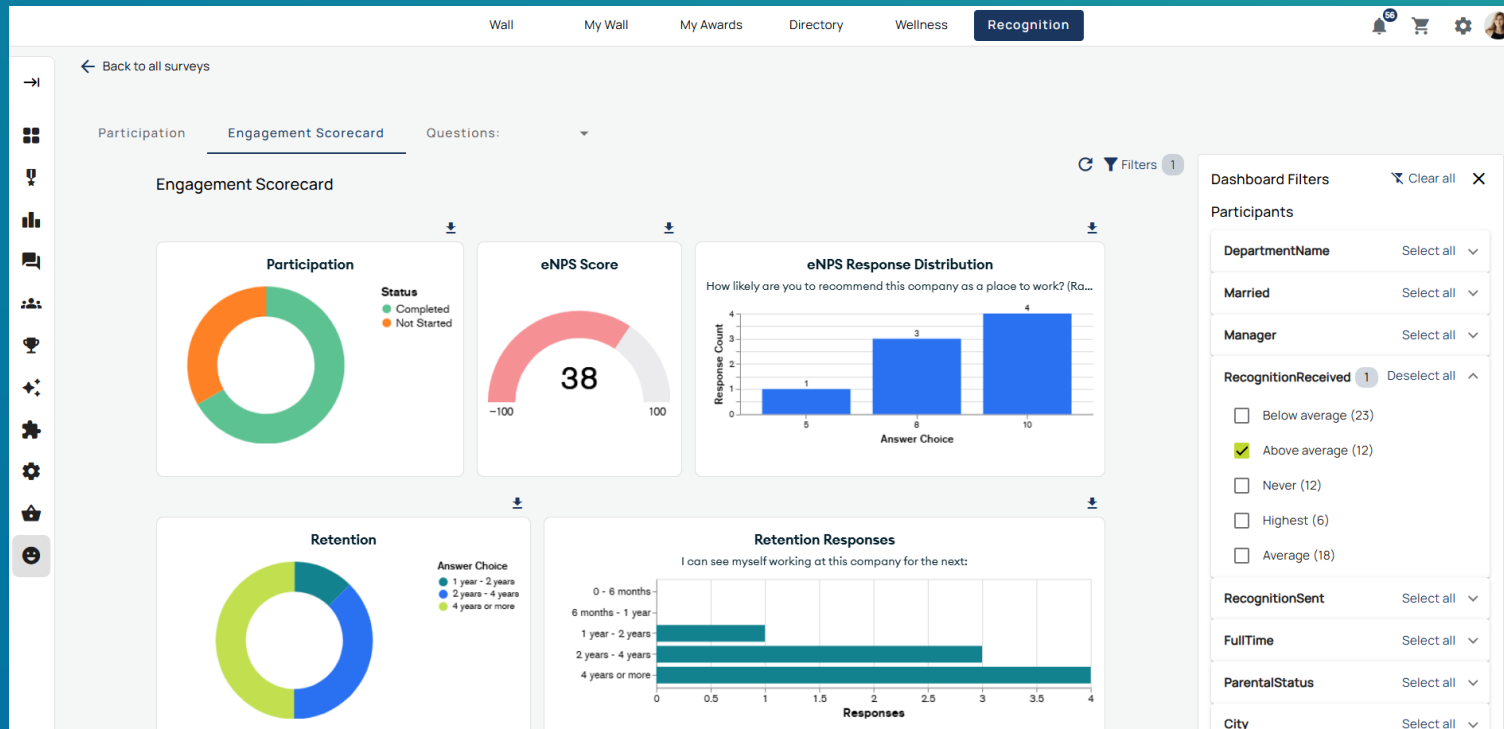 Wall My Wall My Awards Directory Wellness Recognition 56
Back to all surveys
Participation Engagement Scorecard Questions:
Filters 1
Engagement Scorecard
Participation
Status
Completed
Not Started
eNPS Score
38
-100 100
eNPS Response Distribution
How likely are you to recommend this company as a place to work? (Ra...
Response Count
4
3
2
1
0
1 3 4
5 8 10
Answer Choice
Retention
Answer Choice
1 year - 2 years
2 years - 4 years
4 years or more
Retention Responses
I can see myself working at this company for the next:
0 - 6 months
6 months - 1 year
1 year - 2 years
2 years - 4 years
4 years or more
0 0.5 1 1.5 2 2.5 3 3.5 4
Responses
Dashboard Filters Clear all
Participants
DepartmentName Select all
Married Select all
Manager Select all
RecognitionReceived 1 Deselect all
Below average (23)
Above average (12)
Never (12)
Highest (6)
Average (18)
RecognitionSent Select all
FullTime Select all
ParentalStatus Select all
City Select all